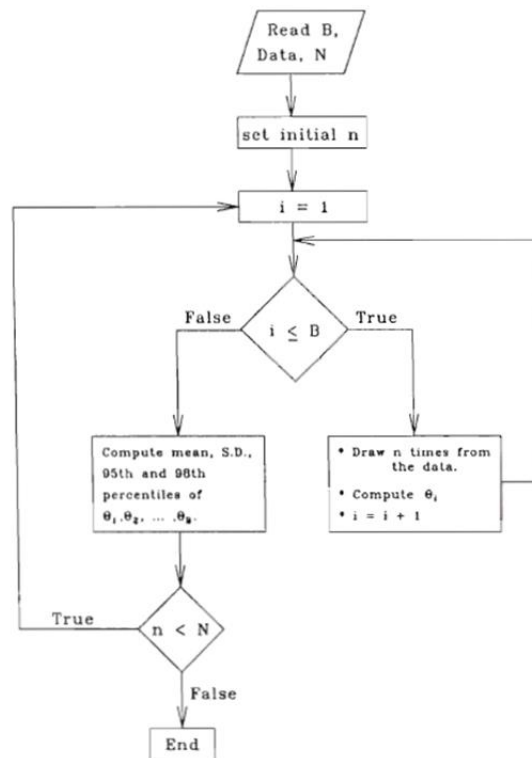 Read B,
Data, N
set initial n
i = 1
False
True
i ≤ B
Compute mean, S.D.,
95th and 98th
percentiles of
θ₁,θ₂, ... ,θ_B.
* Draw n times from
the data.
* Compute θᵢ
* i = i + 1
True
n < N
False
End